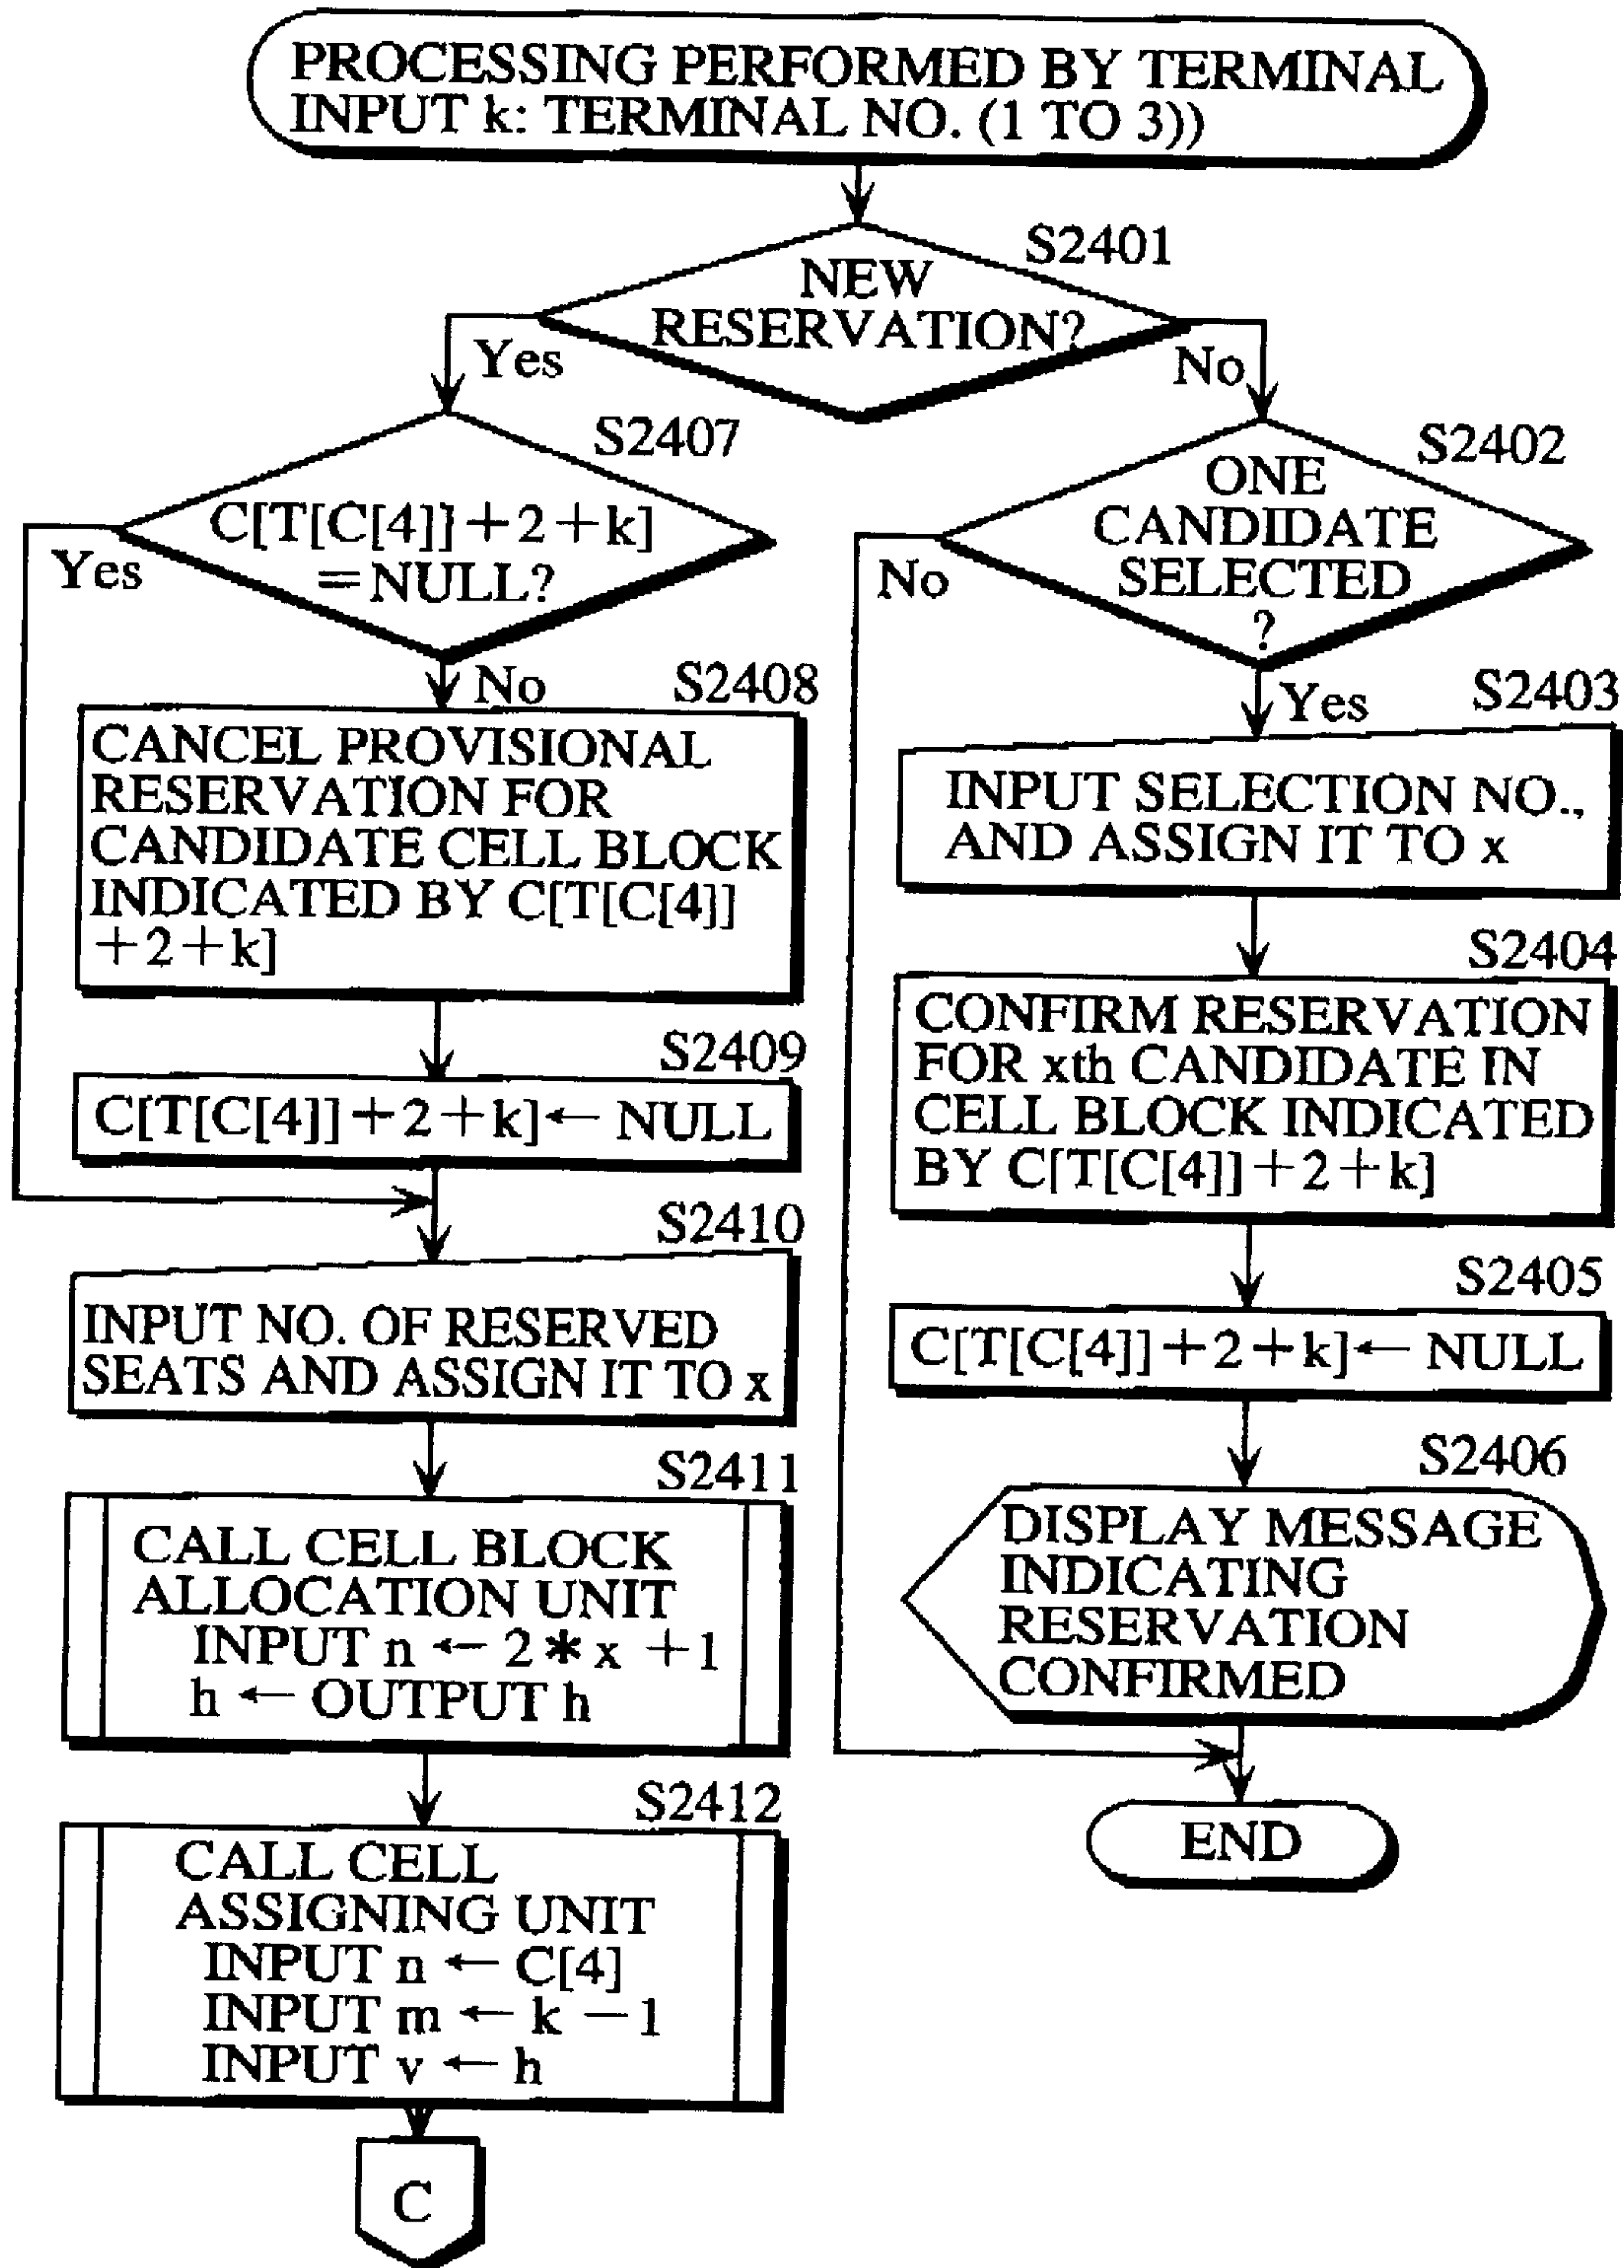 PROCESSING PERFORMED BY TERMINAL
INPUT k: TERMINAL NO. (1 TO 3))
S2401
NEW
RESERVATION?
Yes
No
S2407
C[T[C[4]]+2+k]
=NULL?
Yes
No
S2408
CANCEL PROVISIONAL
RESERVATION FOR
CANDIDATE CELL BLOCK
INDICATED BY C[T[C[4]]
+2+k]
S2409
C[T[C[4]]+2+k]← NULL
S2410
INPUT NO. OF RESERVED
SEATS AND ASSIGN IT TO x
S2411
CALL CELL BLOCK
ALLOCATION UNIT
INPUT n ← 2 * x +1
h ← OUTPUT h
S2412
CALL CELL
ASSIGNING UNIT
INPUT n ← C[4]
INPUT m ← k −1
INPUT v ← h
C
S2402
ONE
CANDIDATE
SELECTED
?
No
Yes
S2403
INPUT SELECTION NO.,
AND ASSIGN IT TO x
S2404
CONFIRM RESERVATION
FOR xth CANDIDATE IN
CELL BLOCK INDICATED
BY C[T[C[4]]+2+k]
S2405
C[T[C[4]]+2+k]← NULL
S2406
DISPLAY MESSAGE
INDICATING
RESERVATION
CONFIRMED
END